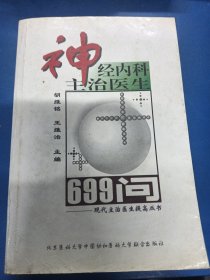 神经内科
主治医生
胡维铭 王维治 主编
699问
——现代主治医生提高丛书
北京医科大学中国协和医科大学联合出版社